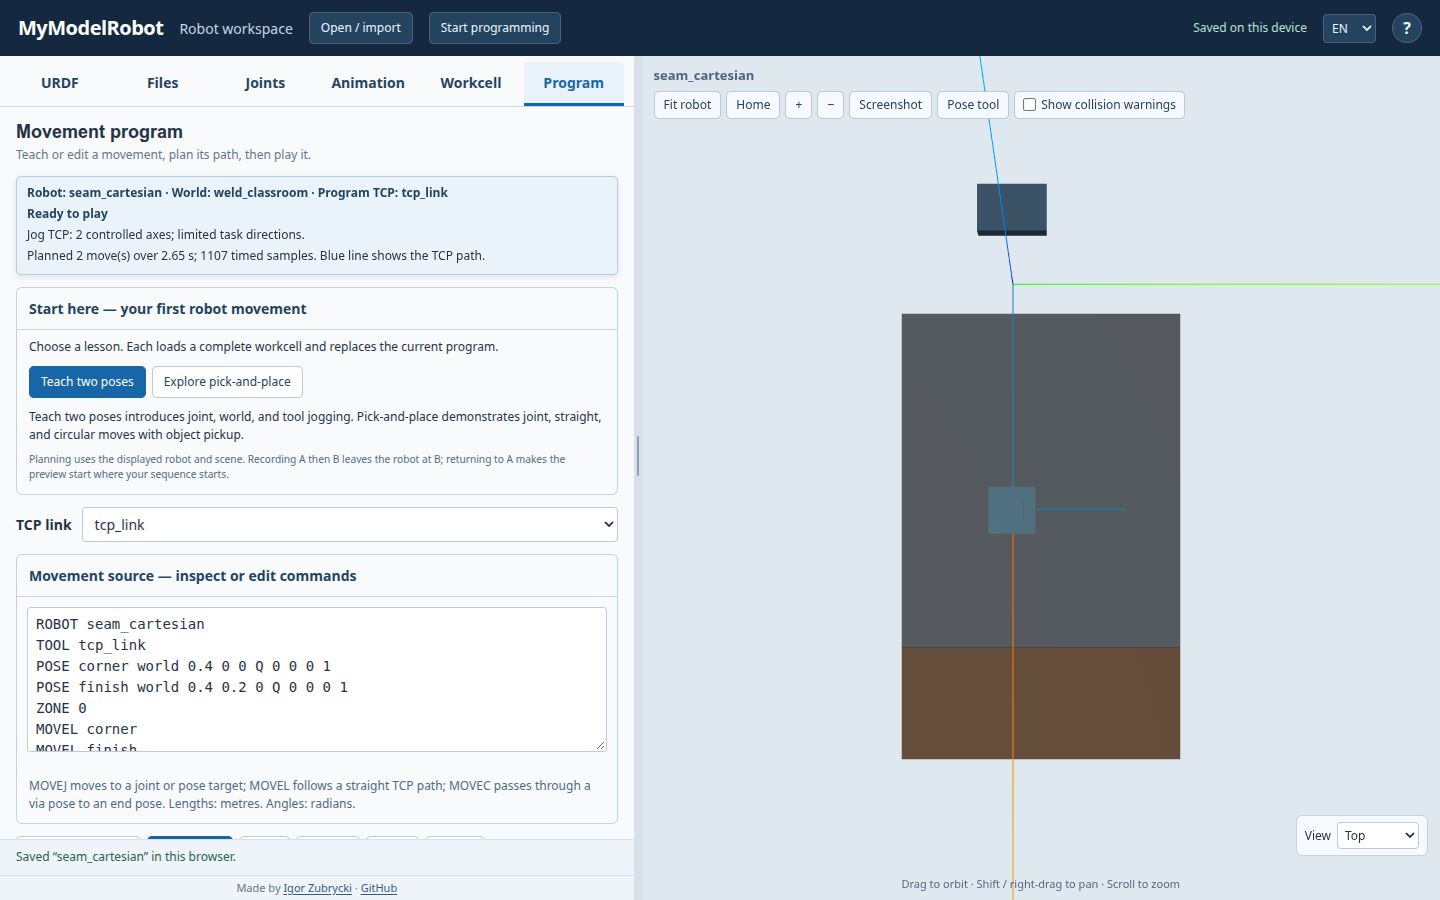 MyModelRobot
Robot workspace
Open / import
Start programming
Saved on this device
EN
?
URDF
Files
Joints
Animation
Workcell
Program
Movement program
Teach or edit a movement, plan its path, then play it.
Robot: seam_cartesian · World: weld_classroom · Program TCP: tcp_link
Ready to play
Jog TCP: 2 controlled axes; limited task directions.
Planned 2 move(s) over 2.65 s; 1107 timed samples. Blue line shows the TCP path.
Start here — your first robot movement
Choose a lesson. Each loads a complete workcell and replaces the current program.
Teach two poses
Explore pick-and-place
Teach two poses introduces joint, world, and tool jogging. Pick-and-place demonstrates joint, straight,
and circular moves with object pickup.
Planning uses the displayed robot and scene. Recording A then B leaves the robot at B; returning to A makes the
preview start where your sequence starts.
TCP link
tcp_link
Movement source — inspect or edit commands
ROBOT seam_cartesian
TOOL tcp_link
POSE corner world 0.4 0 0 Q 0 0 0 1
POSE finish world 0.4 0.2 0 Q 0 0 0 1
ZONE 0
MOVEL corner
MOVEL finish
MOVEJ moves to a joint or pose target; MOVEL follows a straight TCP path; MOVEC passes through a
via pose to an end pose. Lengths: metres. Angles: radians.
Saved “seam_cartesian” in this browser.
Made by Igor Zubrycki · GitHub
seam_cartesian
Fit robot
Home
+
−
Screenshot
Pose tool
Show collision warnings
View
Top
Drag to orbit · Shift / right-drag to pan · Scroll to zoom